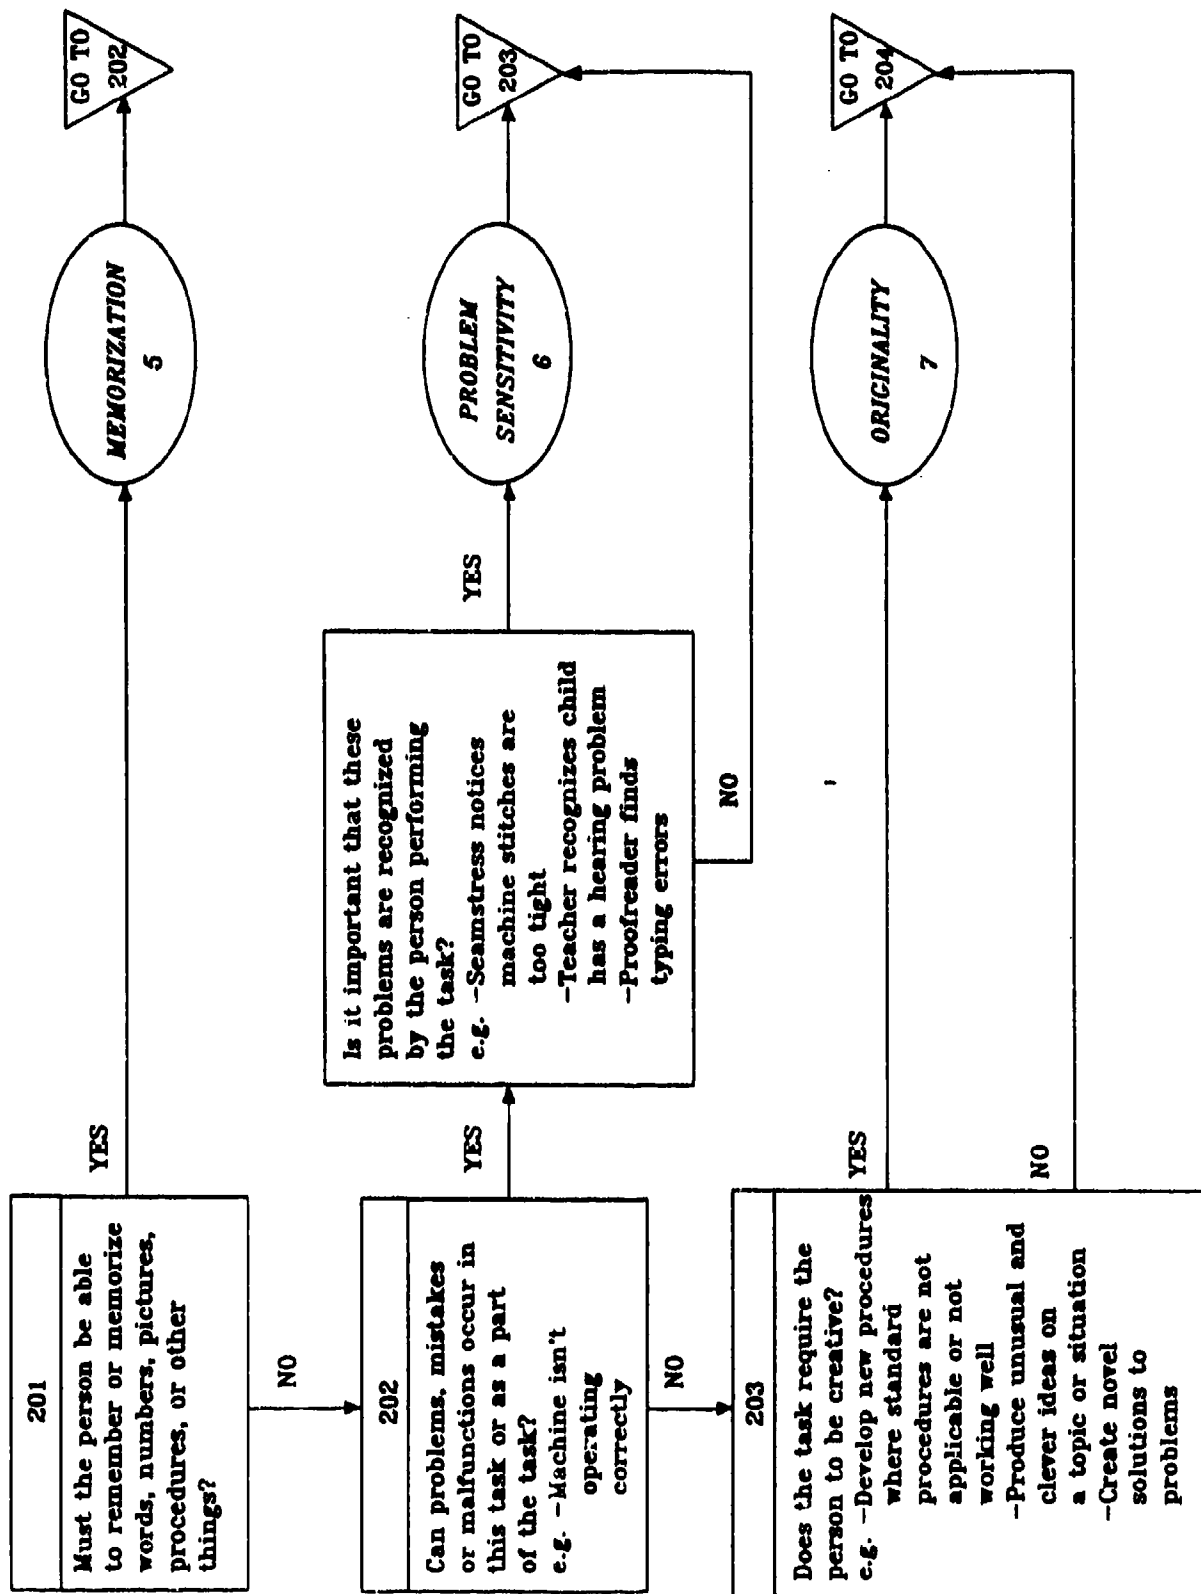 201
Must the person be able
to remember or memorize
words, numbers, pictures,
procedures, or other
things?
YES
MEMORIZATION
5
GO TO
202
NO
202
Can problems, mistakes
or malfunctions occur in
this task or as a part
of the task?
e.g. -Machine isn't
operating
correctly
YES
Is it important that these
problems are recognized
by the person performing
the task?
e.g. -Seamstress notices
machine stitches are
too tight
-Teacher recognizes child
has a hearing problem
-Proofreader finds
typing errors
YES
PROBLEM
SENSITIVITY
6
GO TO
203
NO
NO
203
Does the task require the
person to be creative?
e.g. -Develop new procedures
where standard
procedures are not
applicable or not
working well
-Produce unusual and
clever ideas on
a topic or situation
-Create novel
solutions to
problems
YES
ORIGINALITY
7
GO TO
204
NO